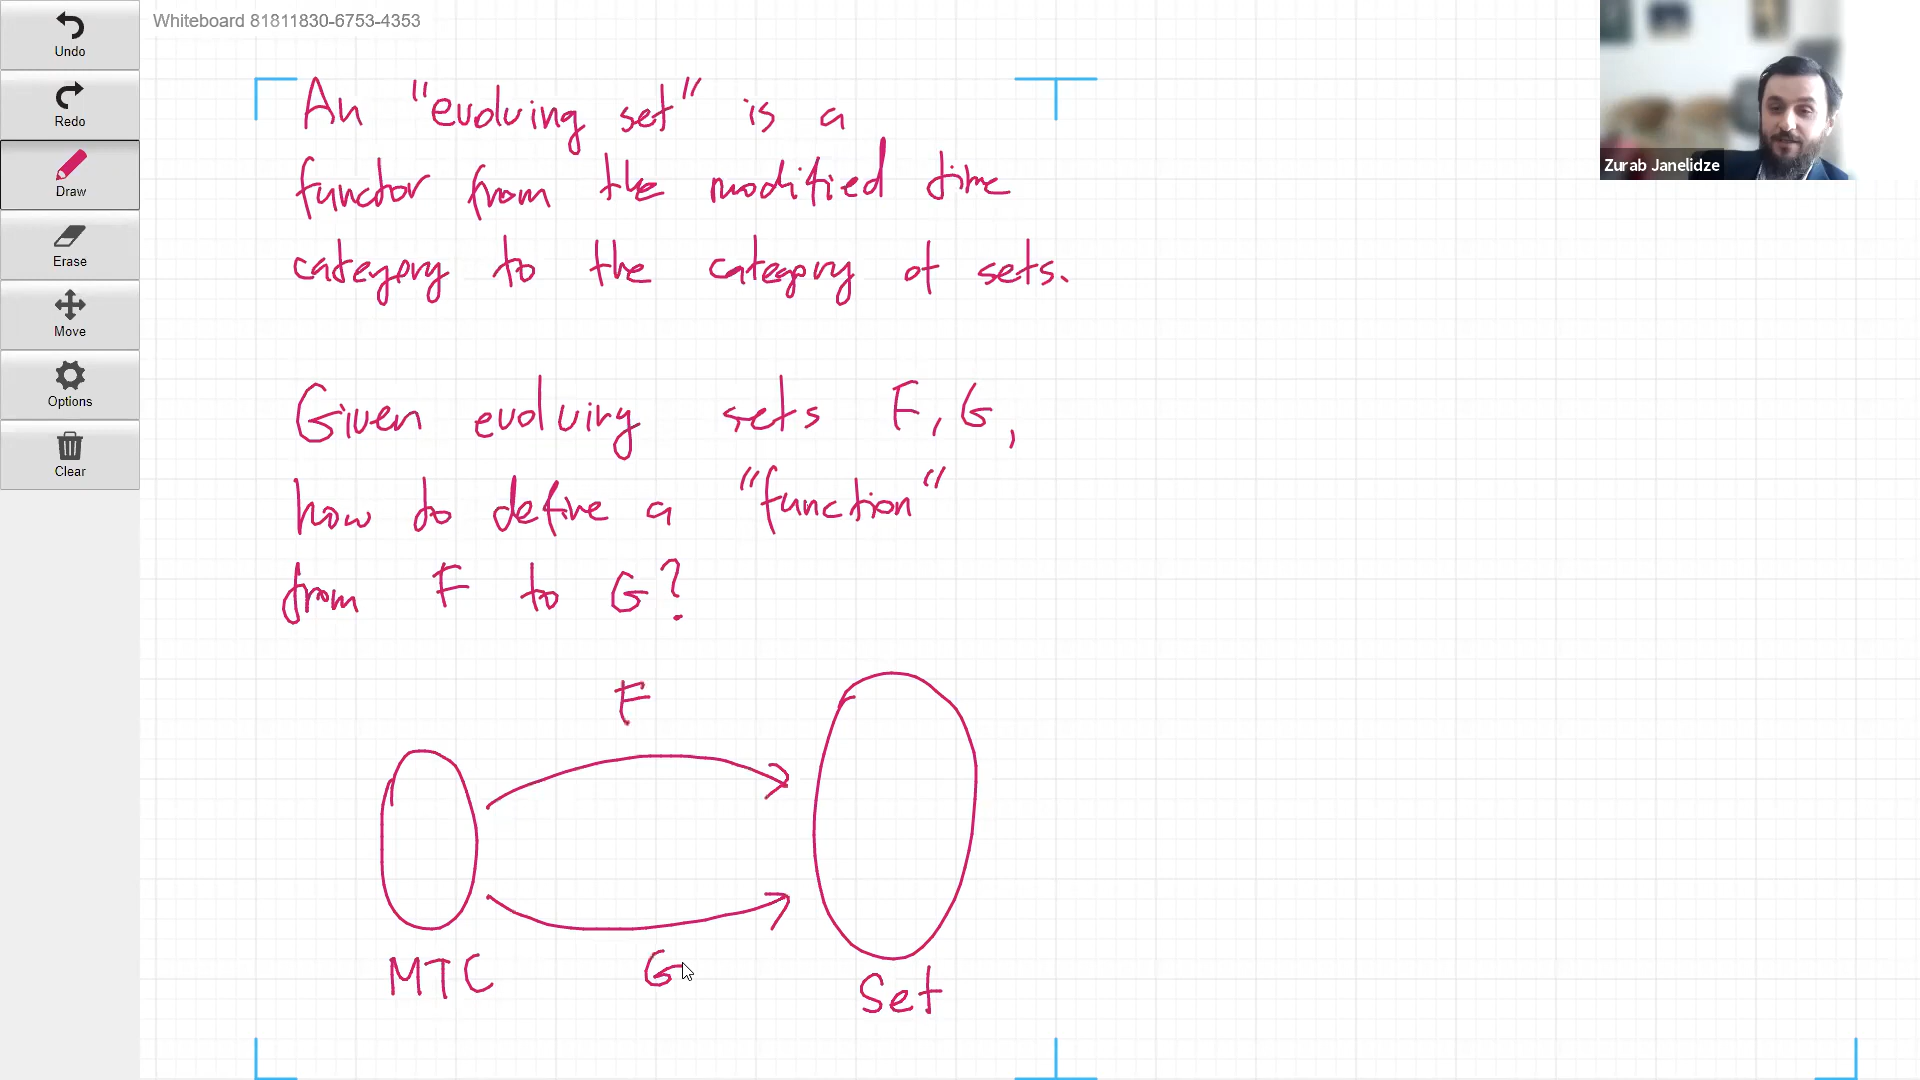 Whiteboard 81811830-6753-4353
Undo
Redo
Draw
Erase
Move
Options
Clear
Zurab Janelidze
An "evolving set" is a
functor from the modified time
category to the category of sets.
Given evolving sets F, G,
how to define a "function"
from F to G?
F
MTC
G
Set